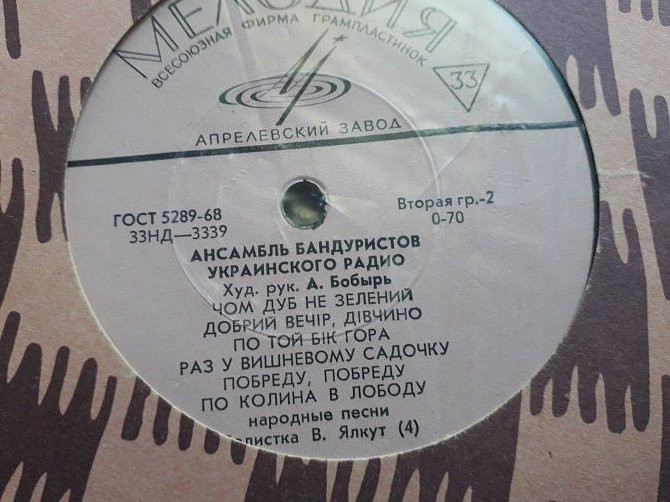 МЕЛОДИЯ
ВСЕСОЮЗНАЯ ФИРМА ГРАМПЛАСТИНОК
33
АПРЕЛЕВСКИЙ ЗАВОД
ГОСТ 5289-68
33НД—3339
Вторая гр.-2
0-70
АНСАМБЛЬ БАНДУРИСТОВ
УКРАИНСКОГО РАДИО
Худ. рук. А. Бобырь
ЧОМ ДУБ НЕ ЗЕЛЕНИЙ
ДОБРИЙ ВЕЧІР, ДІВЧИНО
ПО ТОЙ БІК ГОРА
РАЗ У ВИШНЕВОМУ САДОЧКУ
ПОБРЕДУ, ПОБРЕДУ
ПО КОЛИНА В ЛОБОДУ
народные песни
В. Ялкут (4)